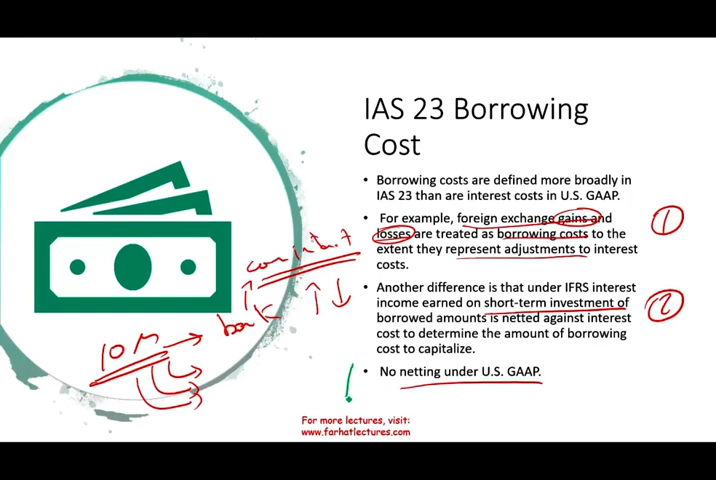 IAS 23 Borrowing
Cost
Borrowing costs are defined more broadly in
IAS 23 than are interest costs in U.S. GAAP.
For example, foreign exchange gains and
losses are treated as borrowing costs to the
extent they represent adjustments to interest
costs.
Another difference is that under IFRS interest
income earned on short-term investment of
borrowed amounts is netted against interest
cost to determine the amount of borrowing
cost to capitalize.
No netting under U.S. GAAP.
1
2
10 M
bank
For more lectures, visit:
www.farhatlectures.com